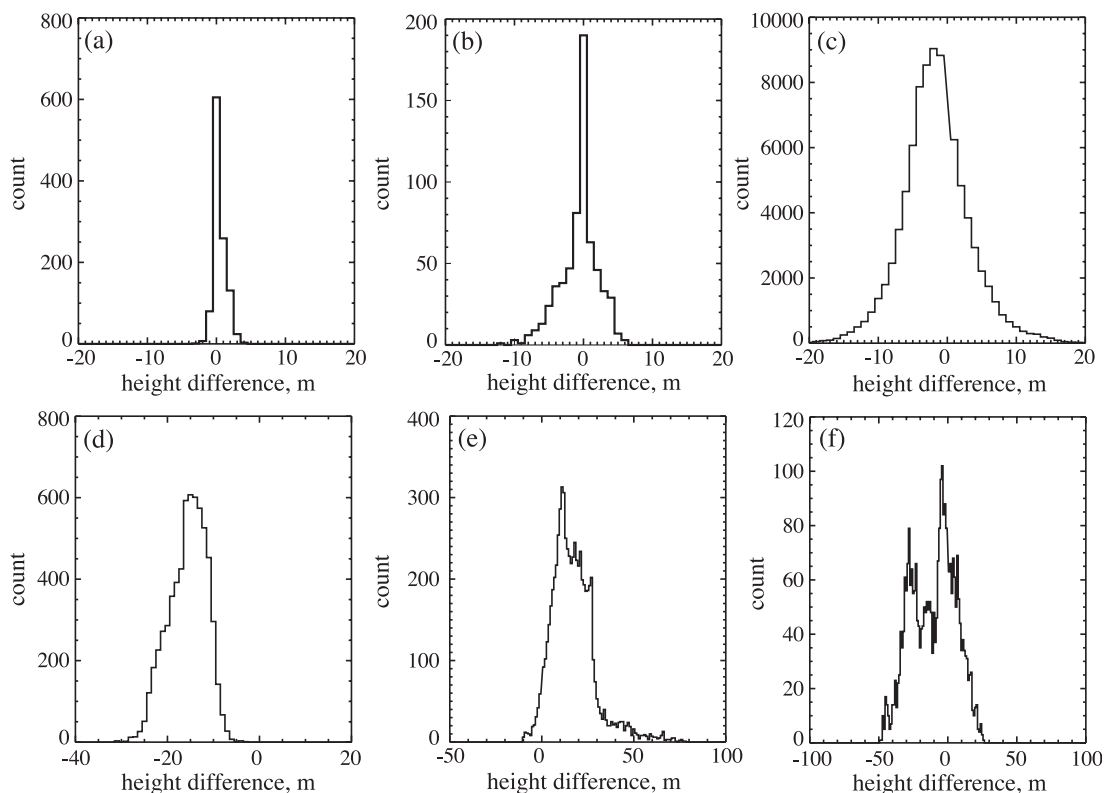 800
(a)
600
count
400
200
0
-20 -10 0 10 20
height difference, m
200
(b)
150
count
100
50
0
-20 -10 0 10 20
height difference, m
10000
(c)
8000
count
6000
4000
2000
0
-20 -10 0 10 20
height difference, m
800
(d)
600
count
400
200
0
-40 -20 0 20
height difference, m
400
(e)
300
count
200
100
0
-50 0 50 100
height difference, m
120
(f)
100
80
count
60
40
20
0
-100 -50 0 50 100
height difference, m